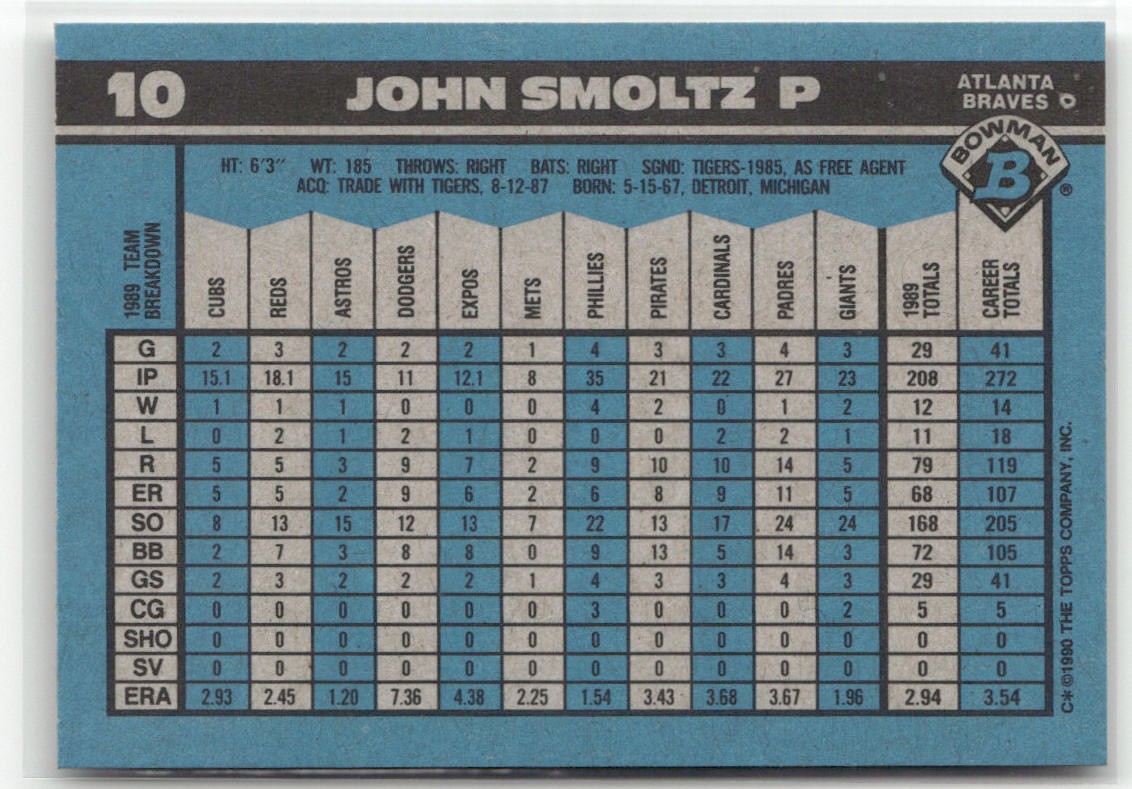 10 JOHN SMOLTZ P ATLANTA BRAVES
BOWMAN
B ®
HT: 6'3" WT: 185 THROWS: RIGHT BATS: RIGHT SGND: TIGERS-1985, AS FREE AGENT
ACQ: TRADE WITH TIGERS, 8-12-87 BORN: 5-15-67, DETROIT, MICHIGAN
1989 TEAM BREAKDOWN CUBS REDS ASTROS DODGERS EXPOS METS PHILLIES PIRATES CARDINALS PADRES GIANTS 1989 TOTALS CAREER TOTALS
G 2 3 2 2 2 1 4 3 3 4 3 29 41
IP 15.1 18.1 15 11 12.1 8 35 21 22 27 23 208 272
W 1 1 1 0 0 0 4 2 0 1 2 12 14
L 0 2 1 2 1 0 0 0 2 2 1 11 18
R 5 5 3 9 7 2 9 10 10 14 5 79 119
ER 5 5 2 9 6 2 6 8 9 11 5 68 107
SO 8 13 15 12 13 7 22 13 17 24 24 168 205
BB 2 7 3 8 8 0 9 13 5 14 3 72 105
GS 2 3 2 2 2 1 4 3 3 4 3 29 41
CG 0 0 0 0 0 0 3 0 0 0 2 5 5
SHO 0 0 0 0 0 0 0 0 0 0 0 0 0
SV 0 0 0 0 0 0 0 0 0 0 0 0 0
ERA 2.93 2.45 1.20 7.36 4.38 2.25 1.54 3.43 3.68 3.67 1.96 2.94 3.54
C* ©1990 THE TOPPS COMPANY, INC.